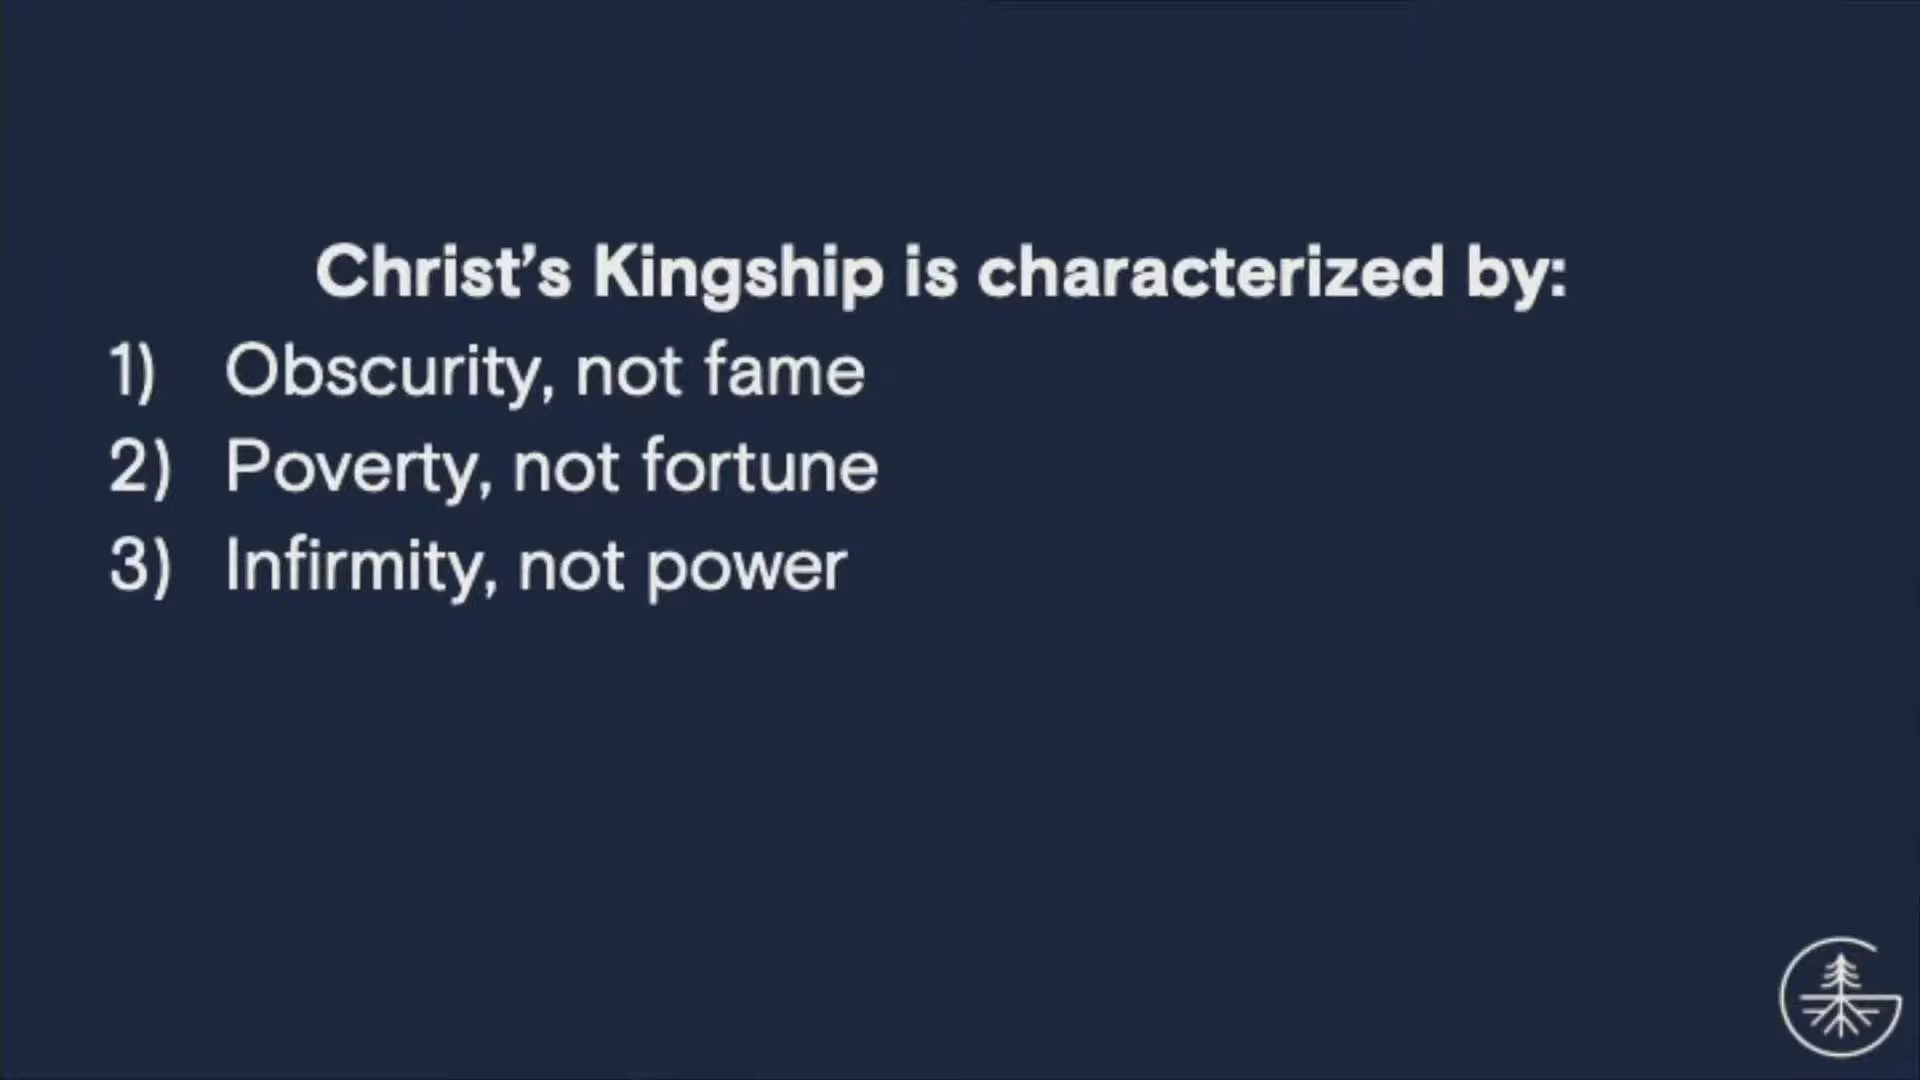 Christ’s Kingship is characterized by:
1) Obscurity, not fame
2) Poverty, not fortune
3) Infirmity, not power